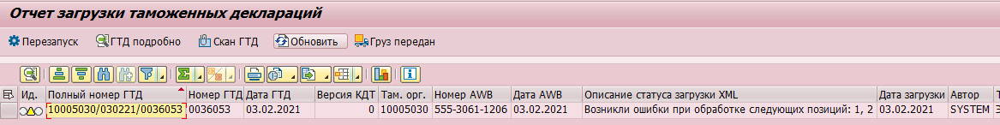 Отчет загрузки таможенных деклараций
Перезапуск ГТД подробно Скан ГТД Обновить Груз передан
Ид. Полный номер ГТД Номер ГТД Дата ГТД Версия КДТ Там. орг. Номер AWB Дата AWB Описание статуса загрузки XML Дата загрузки Автор
10005030/030221/0036053 0036053 03.02.2021 0 10005030 555-3061-1206 03.02.2021 Возникли ошибки при обработке следующих позиций: 1, 2 03.02.2021 SYSTEM